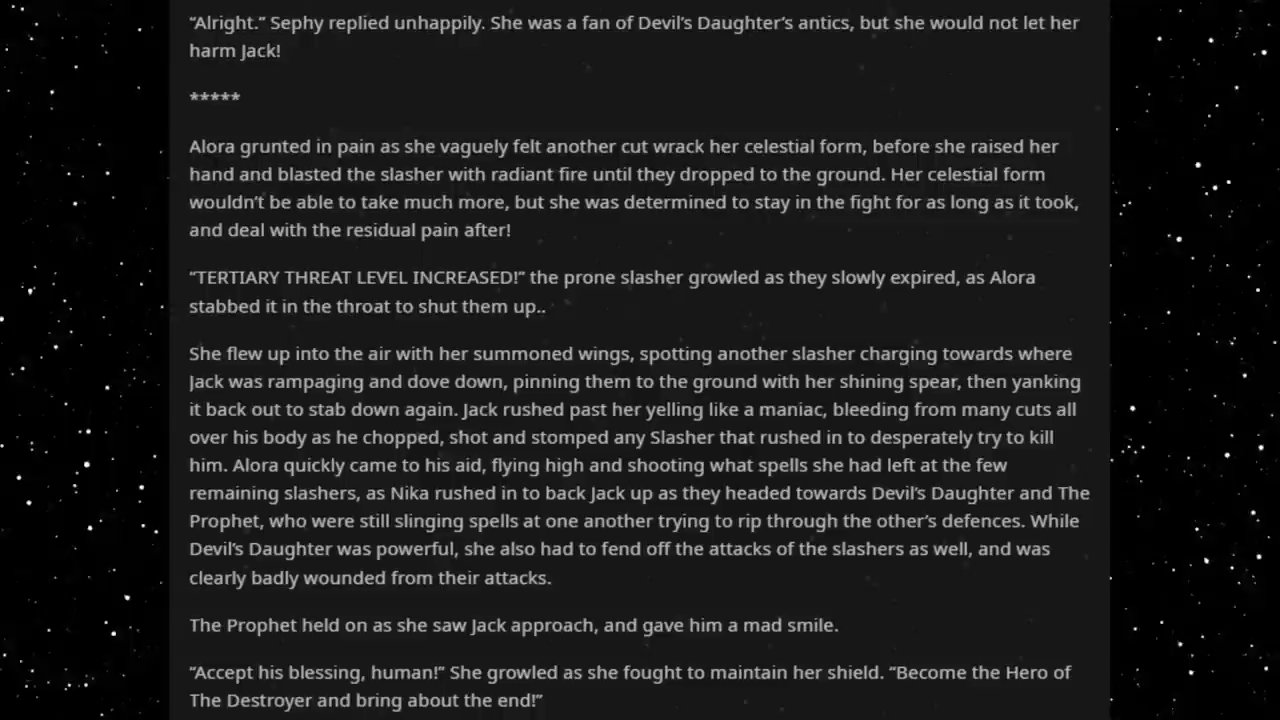 “Alright.” Sephy replied unhappily. She was a fan of Devil’s Daughter’s antics, but she would not let her
harm Jack!
*****
Alora grunted in pain as she vaguely felt another cut wrack her celestial form, before she raised her
hand and blasted the slasher with radiant fire until they dropped to the ground. Her celestial form
wouldn’t be able to take much more, but she was determined to stay in the fight for as long as it took,
and deal with the residual pain after!
“TERTIARY THREAT LEVEL INCREASED!” the prone slasher growled as they slowly expired, as Alora
stabbed it in the throat to shut them up..
She flew up into the air with her summoned wings, spotting another slasher charging towards where
Jack was rampaging and dove down, pinning them to the ground with her shining spear, then yanking
it back out to stab down again. Jack rushed past her yelling like a maniac, bleeding from many cuts all
over his body as he chopped, shot and stomped any Slasher that rushed in to desperately try to kill
him. Alora quickly came to his aid, flying high and shooting what spells she had left at the few
remaining slashers, as Nika rushed in to back Jack up as they headed towards Devil’s Daughter and The
Prophet, who were still slinging spells at one another trying to rip through the other’s defences. While
Devil’s Daughter was powerful, she also had to fend off the attacks of the slashers as well, and was
clearly badly wounded from their attacks.
The Prophet held on as she saw Jack approach, and gave him a mad smile.
“Accept his blessing, human!” She growled as she fought to maintain her shield. “Become the Hero of
The Destroyer and bring about the end!”